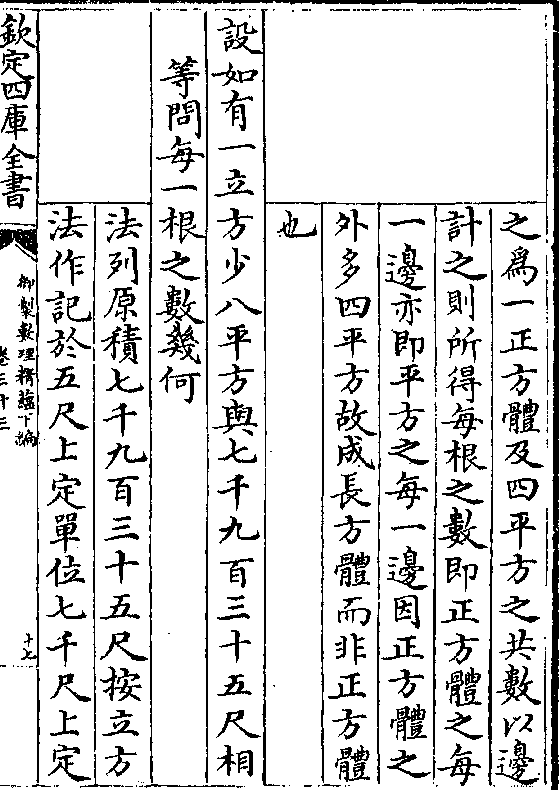 之為一正方體及四平方之共數以邊
計之則所得每根之數即正方體之每
一邊亦即平方之每一邊因正方體之
外多四平方故成長方體而非正方體
也
設如有一立方少八平方與七千九百三十五尺相
等問每一根之數幾何
法列原積七千九百三十五尺按立方
法作記於五尺上定單位七千尺上定
欽定四庫全書
御製數理精蘊下編
卷三十三
十七